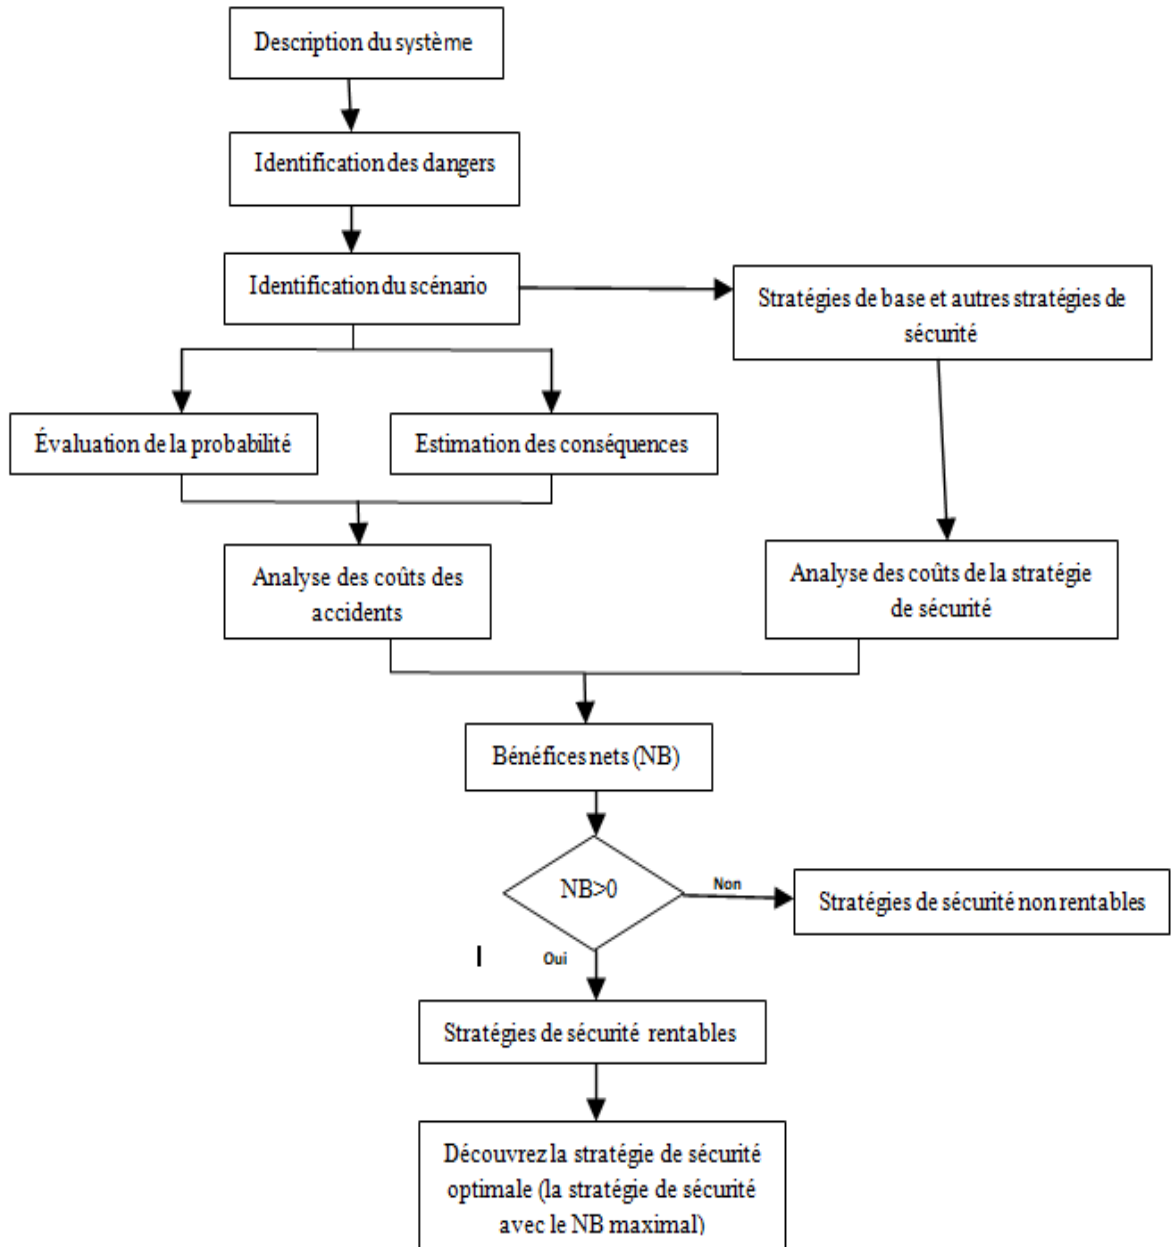 Description du système
Identification des dangers
Identification du scénario
Stratégies de base et autres stratégies de
sécurité
Évaluation de la probabilité
Estimation des conséquences
Analyse des coûts des
accidents
Analyse des coûts de la stratégie
de sécurité
Bénéfices nets (NB)
NB>0
Non
Stratégies de sécurité non rentables
Oui
Stratégies de sécurité rentables
Découvrez la stratégie de sécurité
optimale (la stratégie de sécurité
avec le NB maximal)